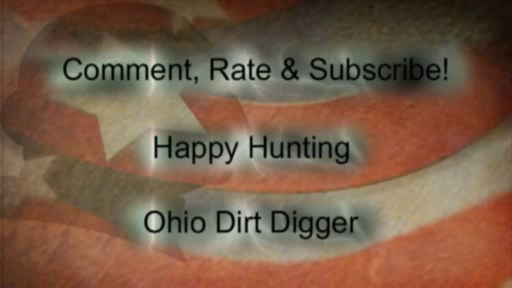 Comment, Rate & Subscribe!
Happy Hunting
Ohio Dirt Digger